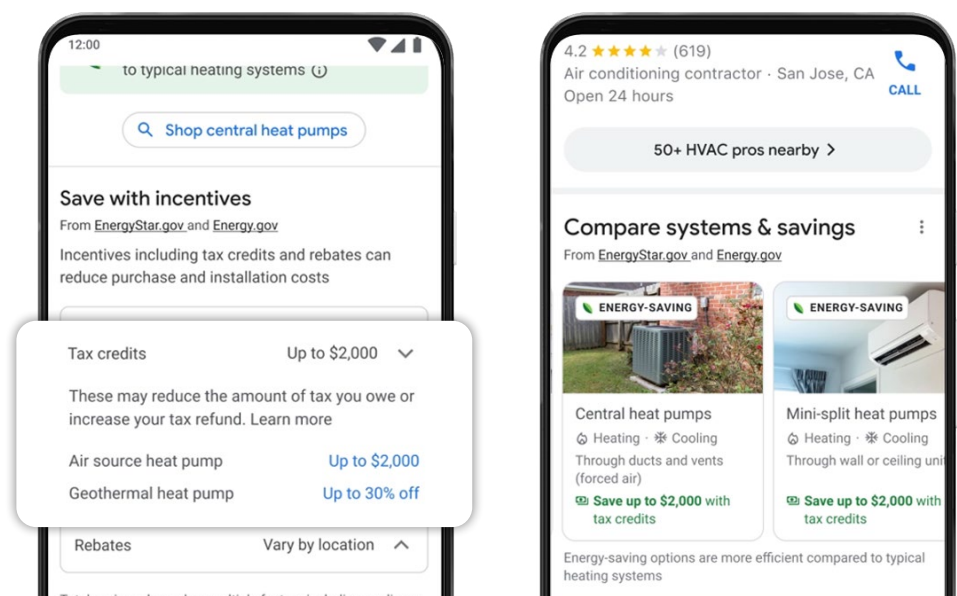 12:00
to typical heating systems
Shop central heat pumps
Save with incentives
From EnergyStar.gov and Energy.gov
Incentives including tax credits and rebates can
reduce purchase and installation costs
Tax credits Up to $2,000
These may reduce the amount of tax you owe or
increase your tax refund. Learn more
Air source heat pump Up to $2,000
Geothermal heat pump Up to 30% off
Rebates Vary by location
4.2 (619)
Air conditioning contractor · San Jose, CA
Open 24 hours
CALL
50+ HVAC pros nearby
Compare systems & savings
From EnergyStar.gov and Energy.gov
ENERGY-SAVING
Central heat pumps
Heating · Cooling
Through ducts and vents
(forced air)
Save up to $2,000 with
tax credits
ENERGY-SAVING
Mini-split heat pumps
Heating · Cooling
Through wall or ceiling
Save up to $2,000 with
tax credits
Energy-saving options are more efficient compared to typical
heating systems